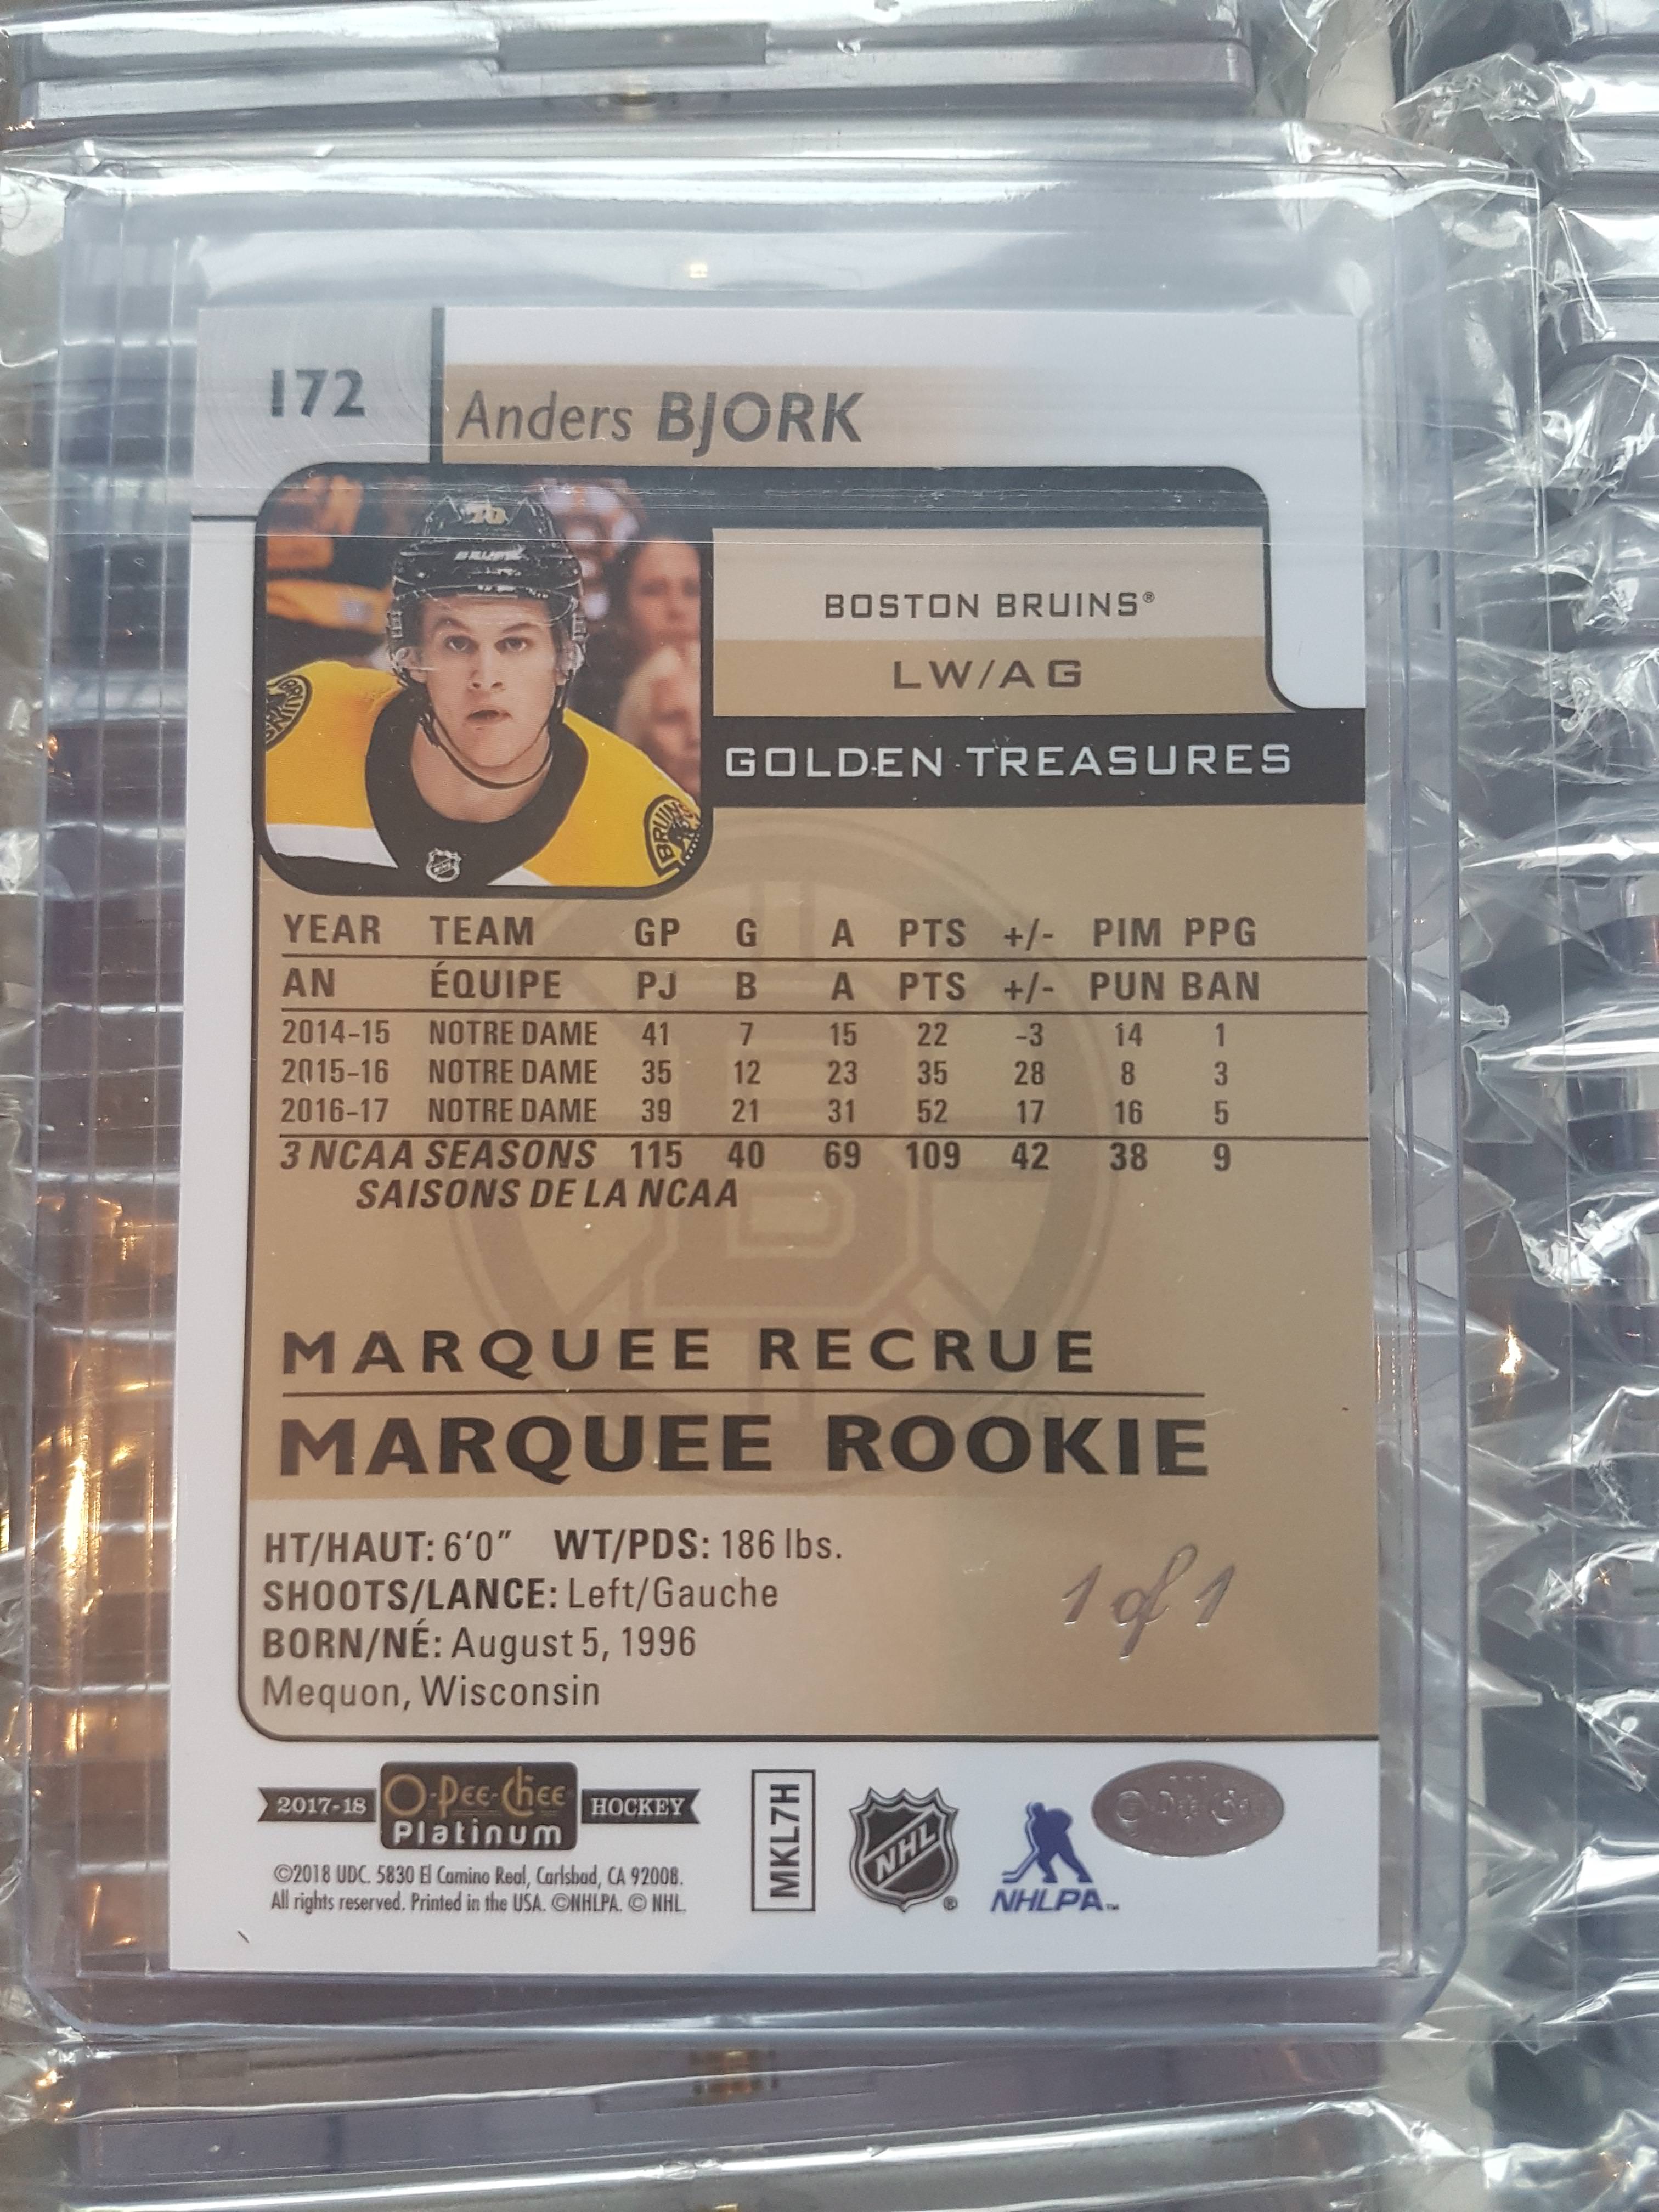 172
Anders BJORK
BOSTON BRUINS®
LW/AG
GOLDEN TREASURES
YEAR TEAM GP G A PTS +/- PIM PPG
AN ÉQUIPE PJ B A PTS +/- PUN BAN
2014-15 NOTRE DAME 41 7 15 22 -3 14 1
2015-16 NOTRE DAME 35 12 23 35 28 8 3
2016-17 NOTRE DAME 39 21 31 52 17 16 5
3 NCAA SEASONS 115 40 69 109 42 38 9
SAISONS DE LA NCAA
MARQUEE RECRUE
MARQUEE ROOKIE
HT/HAUT: 6'0" WT/PDS: 186 lbs.
SHOOTS/LANCE: Left/Gauche
BORN/NÉ: August 5, 1996
Mequon, Wisconsin
1 of 1
2017-18 O-Pee-Chee Platinum HOCKEY
©2018 UDC. 5830 El Camino Real, Carlsbad, CA 92008.
All rights reserved. Printed in the USA. ©NHLPA. © NHL.
MKL7H
NHL®
NHLPA™